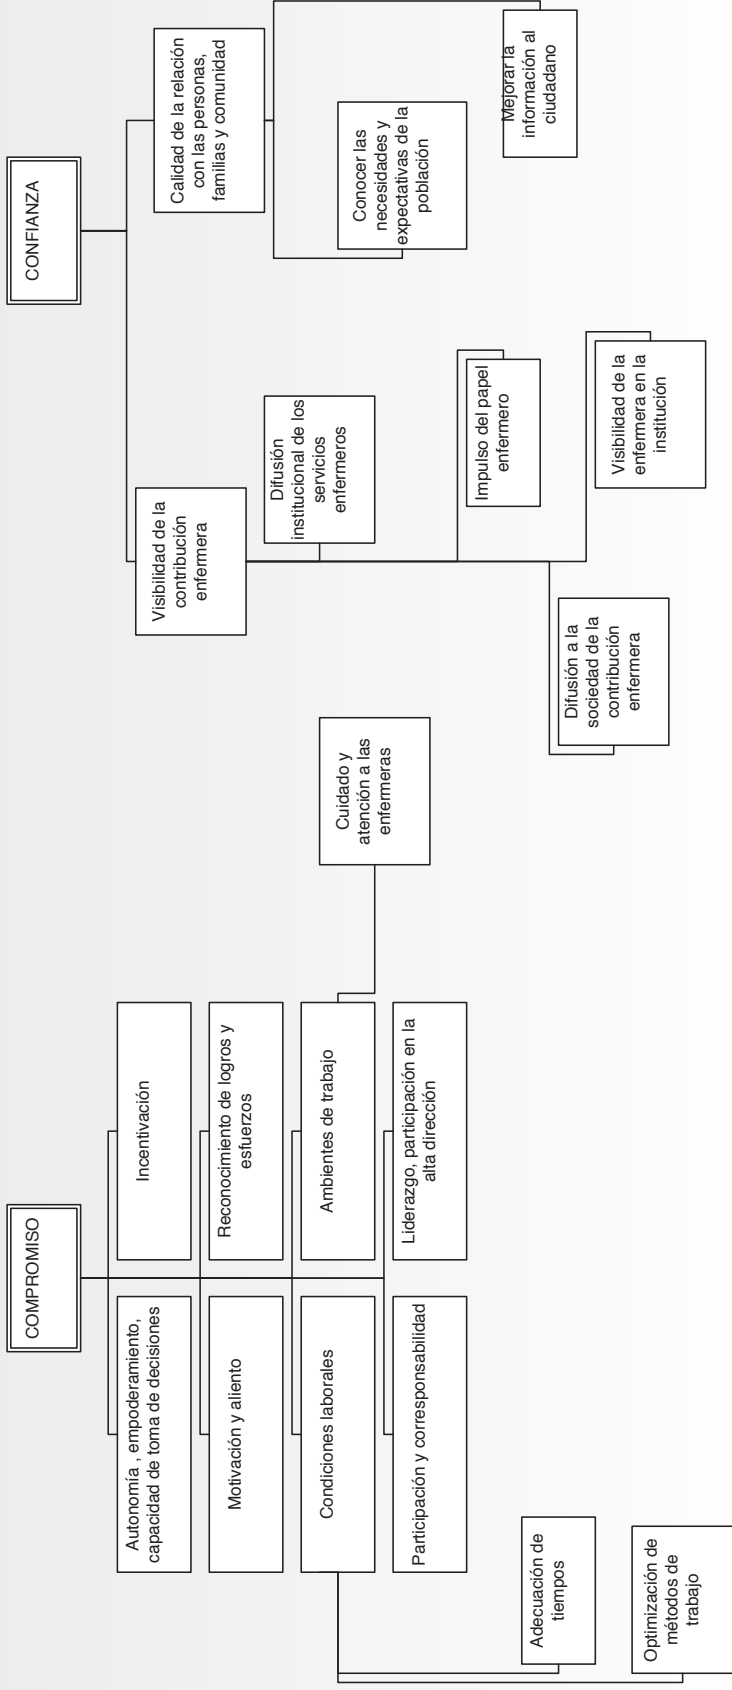 COMPROMISO
Autonomía , empoderamiento,
capacidad de toma de decisiones
Incentivación
Motivación y aliento
Reconocimiento de logros y
esfuerzos
Condiciones laborales
Ambientes de trabajo
Participación y corresponsabilidad
Liderazgo, participación en la
alta dirección
Adecuación de
tiempos
Optimización de
métodos de
trabajo
Cuidado y
atención a las
enfermeras
CONFIANZA
Visibilidad de la
contribución
enfermera
Calidad de la relación
con las personas,
familias y comunidad
Difusión
institucional de los
servicios
enfermeros
Impulso del papel
enfermero
Difusión a la
sociedad de la
contribución
enfermera
Visibilidad de la
enfermera en la
institución
Conocer las
necesidades y
expectativas de la
población
Mejorar la
información al
ciudadano